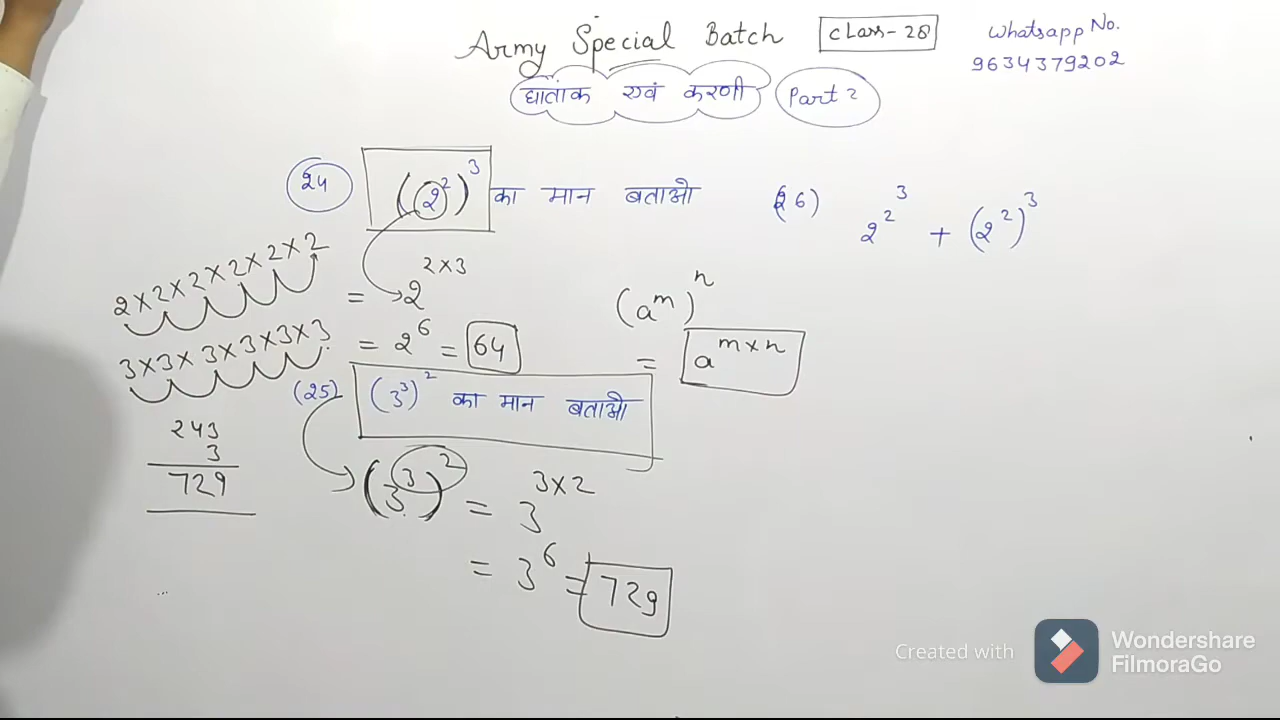 Army Special Batch
class-28
Whatsapp No.
9634379202
घातांक एवं करणी
Part 2
24 ((2²)³ का मान बताओ
26) 2^2^3 + (2²)³
2×2×2×2×2×2
= 2^2×3
(a^m)^n
3×3×3×3×3×3
= 2⁶ = 64
= a^m×n
(25) (3³)² का मान बताओ
243
3
729
(3³)² = 3^3×2
= 3⁶ = 729
Created with
Wondershare
FilmoraGo